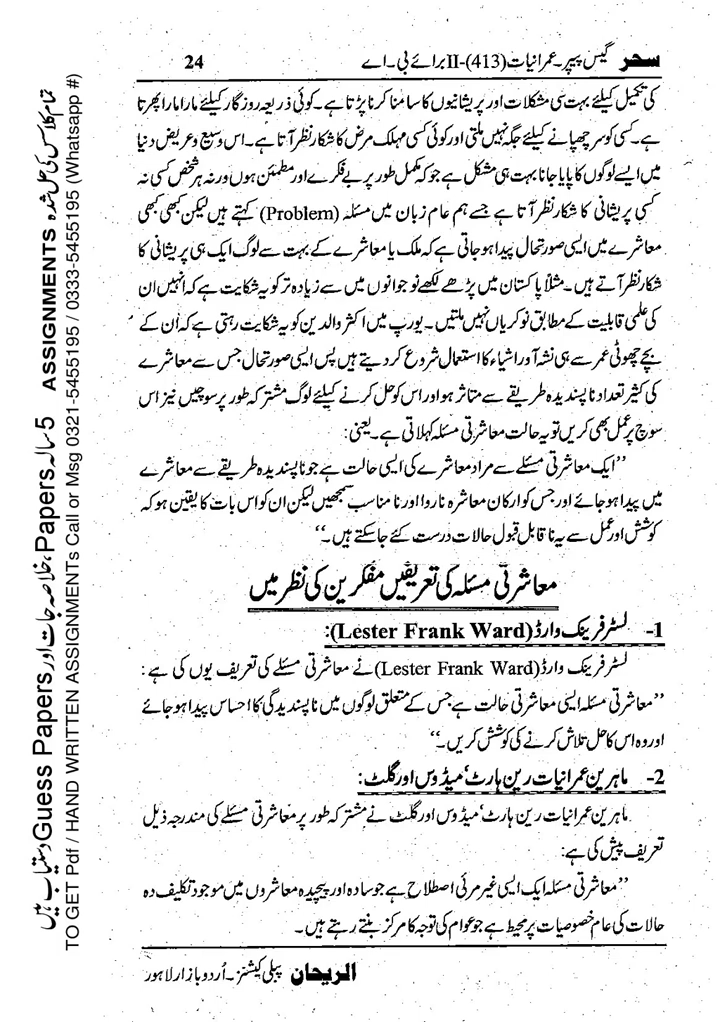 سحر گیس پیپر۔عمرانیات (413)-II برائے بی۔اے 24
کی تکمیل کیلئے بہت سی مشکلات اور پریشانیوں کا سامنا کرنا پڑتا ہے۔ کوئی ذریعہ روزگار کیلئے مارا مارا پھرتا
ہے۔ کسی کو سر چھپانے کیلئے جگہ نہیں ملتی اور کوئی کسی مہلک مرض کا شکار نظر آتا ہے۔ اس وسیع و عریض دنیا
میں ایسے لوگوں کا پایا جانا بہت ہی مشکل ہے جو کہ مکمل طور پر بے فکرے اور مطمئن ہوں ورنہ ہر شخص کسی نہ
کسی پریشانی کا شکار نظر آتا ہے جسے ہم عام زبان میں مسئلہ (Problem) کہتے ہیں لیکن کبھی کبھی
معاشرے میں ایسی صورتحال پیدا ہو جاتی ہے کہ ملک یا معاشرے کے بہت سے لوگ ایک ہی پریشانی کا
شکار نظر آتے ہیں۔ مثلاً پاکستان میں پڑھے لکھے نوجوانوں میں سے زیادہ تر کو یہ شکایت ہے کہ انہیں ان
کی علمی قابلیت کے مطابق نوکریاں نہیں ملتیں۔ یورپ میں اکثر والدین کو یہ شکایت رہتی ہے کہ اُن کے
بچے چھوٹی عمر سے ہی نشہ آور اشیاء کا استعمال شروع کر دیتے ہیں پس ایسی صورتحال جس سے معاشرے
کی کثیر تعداد ناپسندیدہ طریقے سے متاثر ہو اور اس کو حل کرنے کیلئے لوگ مشترکہ طور پر سوچیں نیز اس
سوچ پر عمل بھی کریں تو یہ حالت معاشرتی مسئلہ کہلاتی ہے۔ یعنی:
’’ایک معاشرتی مسئلے سے مراد معاشرے کی ایسی حالت ہے جو ناپسندیدہ طریقے سے معاشرے
میں پیدا ہو جائے اور جس کو ارکان معاشرہ ناروا اور نامناسب سمجھیں لیکن ان کو اس بات کا یقین ہو کہ
کوشش اور عمل سے یہ ناقابل قبول حالات درست کئے جا سکتے ہیں۔‘‘
معاشرتی مسئلہ کی تعریفیں مفکرین کی نظر میں
1- لسٹر فرینک وارڈ (Lester Frank Ward):
لسٹر فرینک وارڈ (Lester Frank Ward) نے معاشرتی مسئلے کی تعریف یوں کی ہے:
’’معاشرتی مسئلہ ایسی معاشرتی حالت ہے جس کے متعلق لوگوں میں ناپسندیدگی کا احساس پیدا ہو جائے
اور وہ اس کا حل تلاش کرنے کی کوشش کریں۔‘‘
2- ماہرین عمرانیات رین ہارٹ‘ میڈوس اور گلٹ:
ماہرین عمرانیات رین ہارٹ‘ میڈوس اور گلٹ نے مشترکہ طور پر معاشرتی مسئلے کی مندرجہ ذیل
تعریف پیش کی ہے:
’’معاشرتی مسئلہ ایک ایسی غیر مرئی اصطلاح ہے جو سادہ اور پیچیدہ معاشروں میں موجود تکلیف دہ
حالات کی عام خصوصیات پر محیط ہے جو عوام کی توجہ کا مرکز بنتے رہتے ہیں۔
الریحان پبلی کیشنز۔ اُردو بازار لاہور
تمام کلاسس کی حل شدہ ASSIGNMENTS 5 سالہ Papers، خلاصہ جات اور Guess Papers دستیاب ہیں
TO GET Pdf / HAND WRITTEN ASSIGNMENTs Call or Msg 0321-5455195 / 0333-5455195 (Whatsapp #)